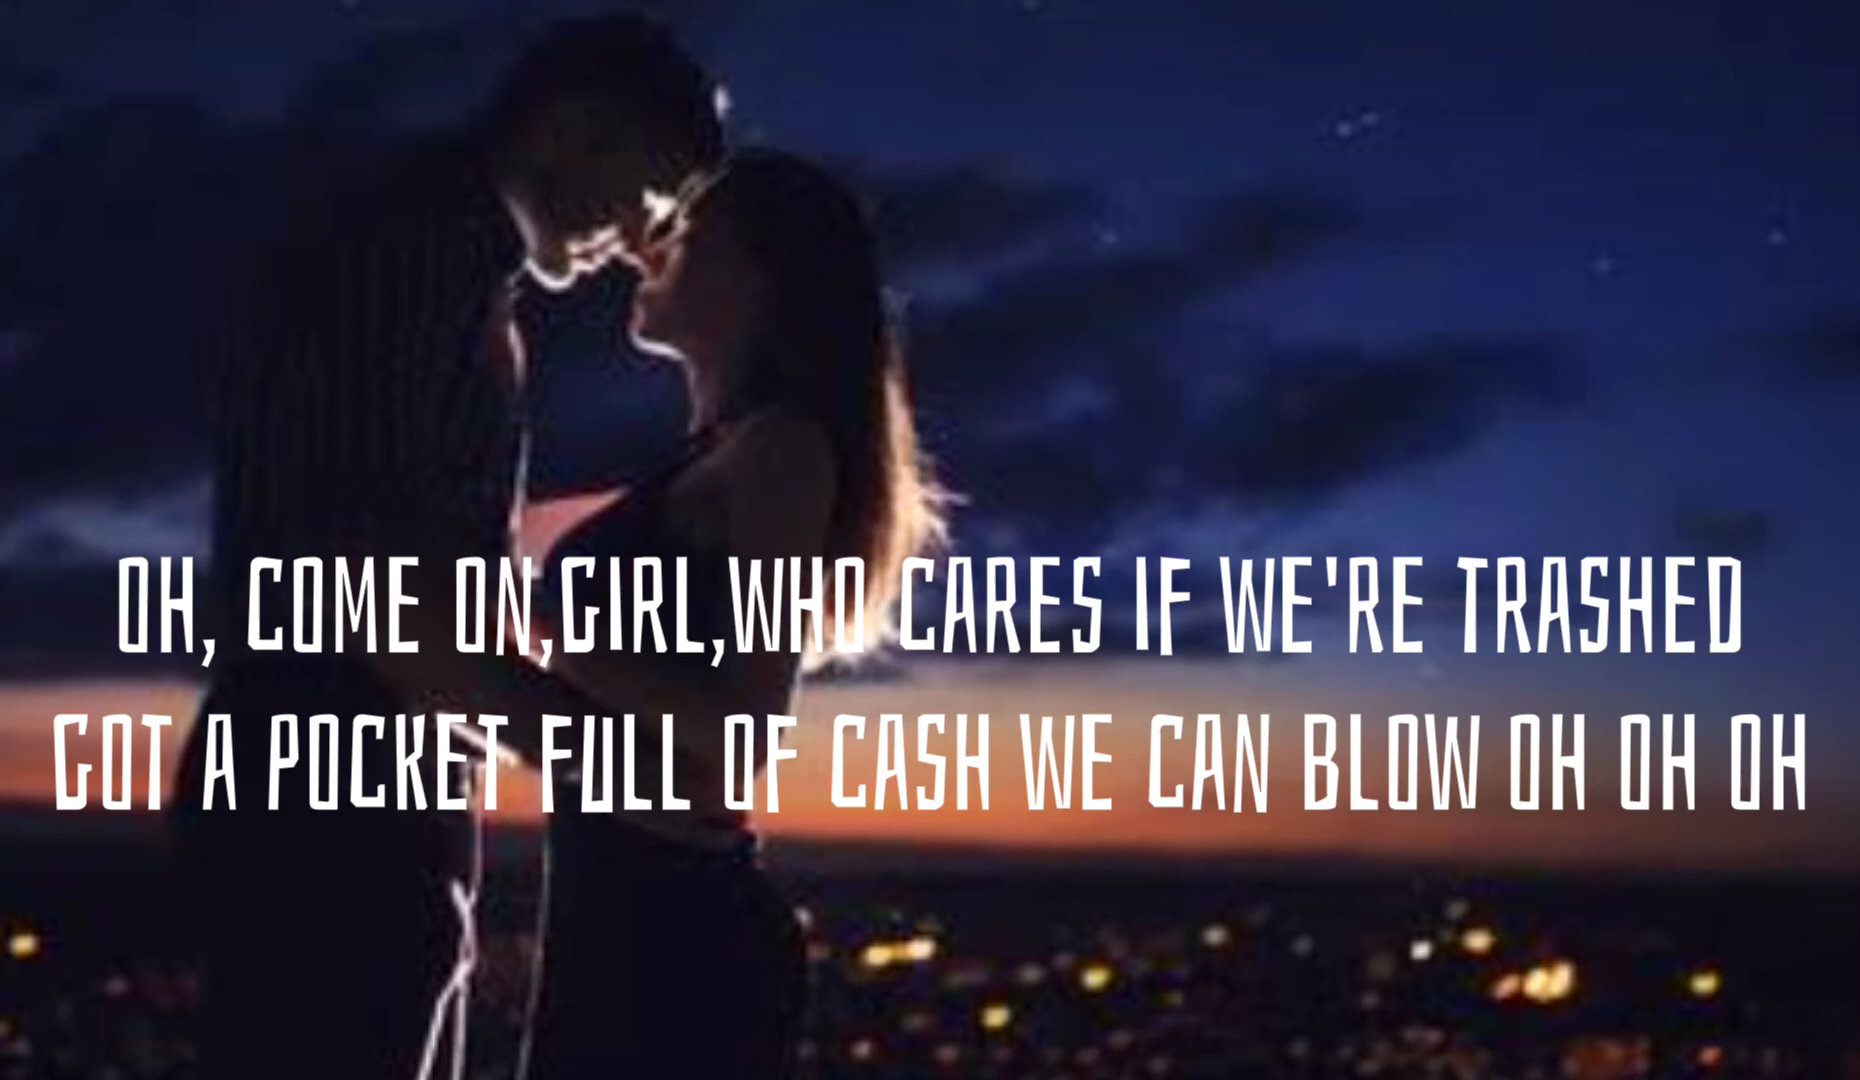 OH, COME ON,GIRL,WHO CARES IF WE'RE TRASHED
GOT A POCKET FULL OF CASH WE CAN BLOW OH OH OH